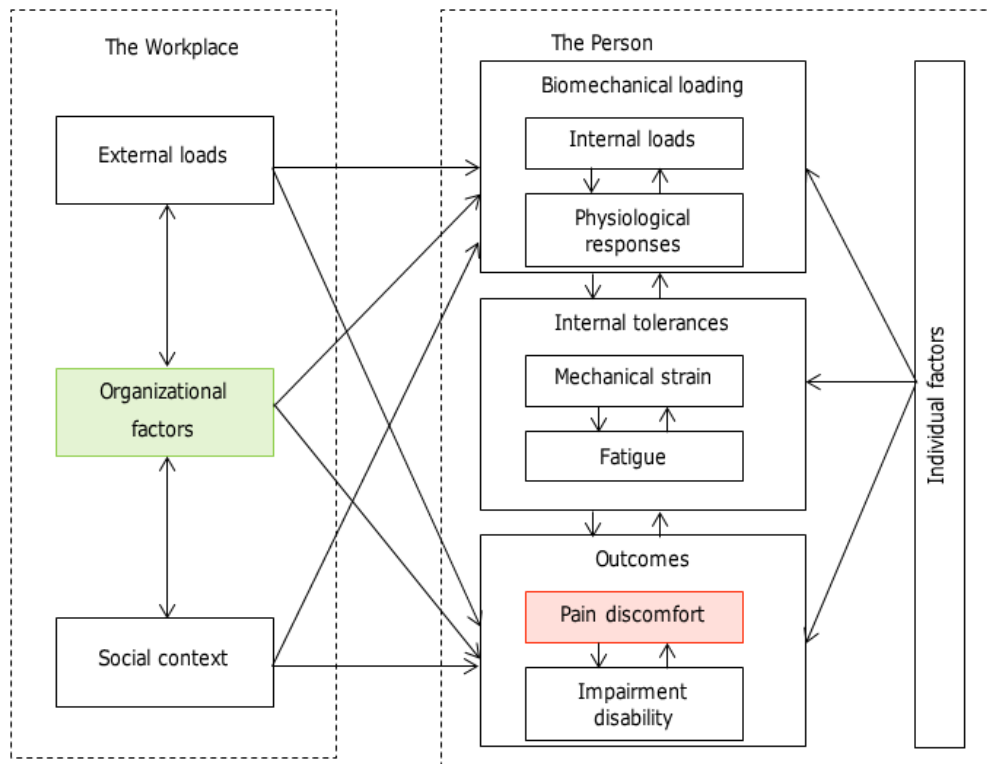 The Workplace
External loads
Organizational
factors
Social context
The Person
Biomechanical loading
Internal loads
Physiological
responses
Internal tolerances
Mechanical strain
Fatigue
Outcomes
Pain discomfort
Impairment
disability
Individual factors